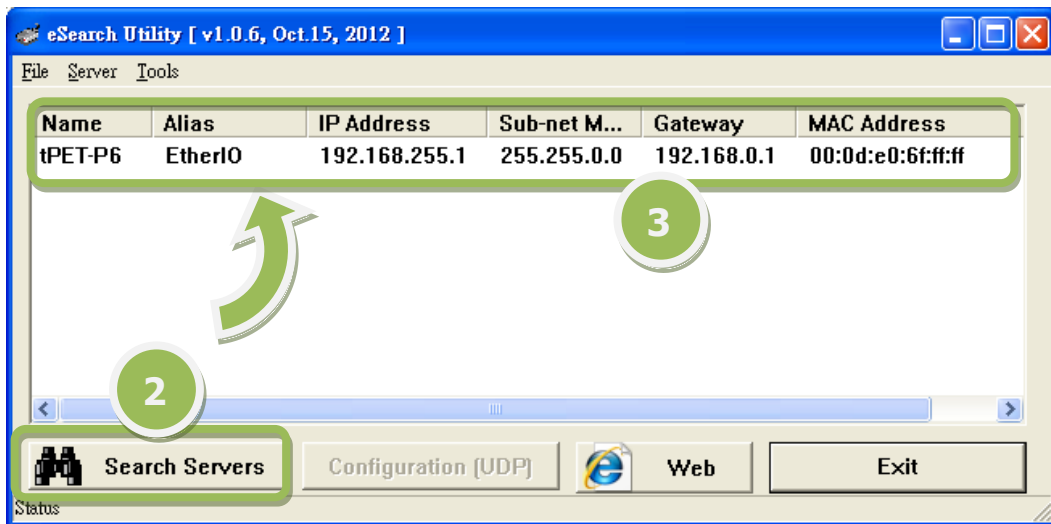 eSearch Utility [ v1.0.6, Oct.15, 2012 ]
File Server Tools
Name Alias IP Address Sub-net M... Gateway MAC Address
tPET-P6 EtherIO 192.168.255.1 255.255.0.0 192.168.0.1 00:0d:e0:6f:ff:ff
3
2
Search Servers Configuration (UDP) Web Exit
Status